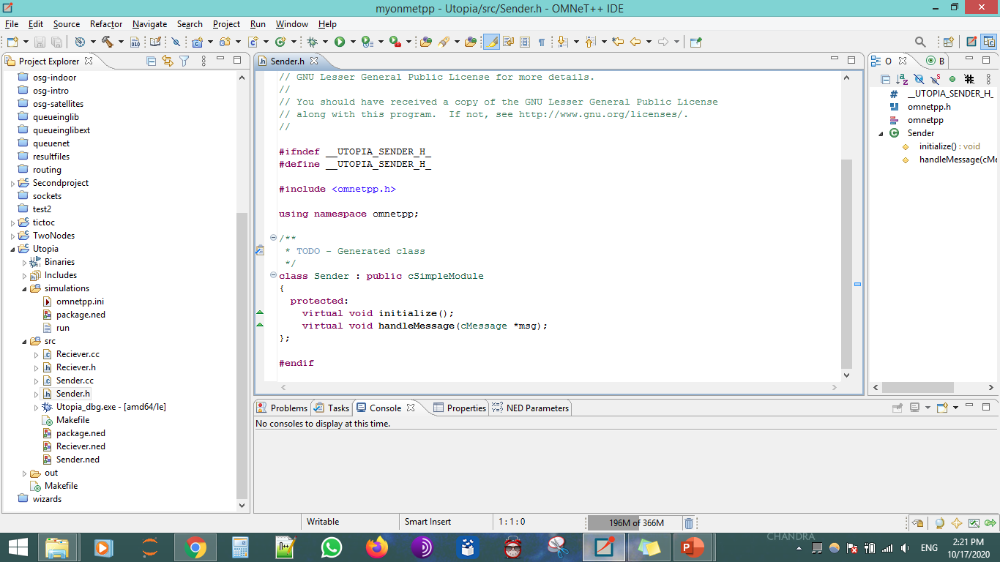 myonmetpp - Utopia/src/Sender.h - OMNeT++ IDE
File Edit Source Refactor Navigate Search Project Run Window Help
Project Explorer
osg-indoor
osg-intro
osg-satellites
queueinglib
queueinglibext
queuenet
resultfiles
routing
Secondproject
sockets
test2
tictoc
TwoNodes
Utopia
Binaries
Includes
simulations
omnetpp.ini
package.ned
run
src
Reciever.cc
Reciever.h
Sender.cc
Sender.h
Utopia_dbg.exe - [amd64/le]
Makefile
package.ned
Reciever.ned
Sender.ned
out
Makefile
wizards
Sender.h
// GNU Lesser General Public License for more details.
//
// You should have received a copy of the GNU Lesser General Public License
// along with this program.  If not, see http://www.gnu.org/licenses/.
//
#ifndef __UTOPIA_SENDER_H_
#define __UTOPIA_SENDER_H_
#include <omnetpp.h>
using namespace omnetpp;
/**
* TODO - Generated class
*/
class Sender : public cSimpleModule
{
protected:
virtual void initialize();
virtual void handleMessage(cMessage *msg);
};
#endif
O B
__UTOPIA_SENDER_H_
omnetpp.h
omnetpp
Sender
initialize() : void
handleMessage(cMe
Problems Tasks Console Properties NED Parameters
No consoles to display at this time.
Writable Smart Insert 1 : 1 : 0 196M of 366M
CHANDRA
ENG
2:21 PM
10/17/2020